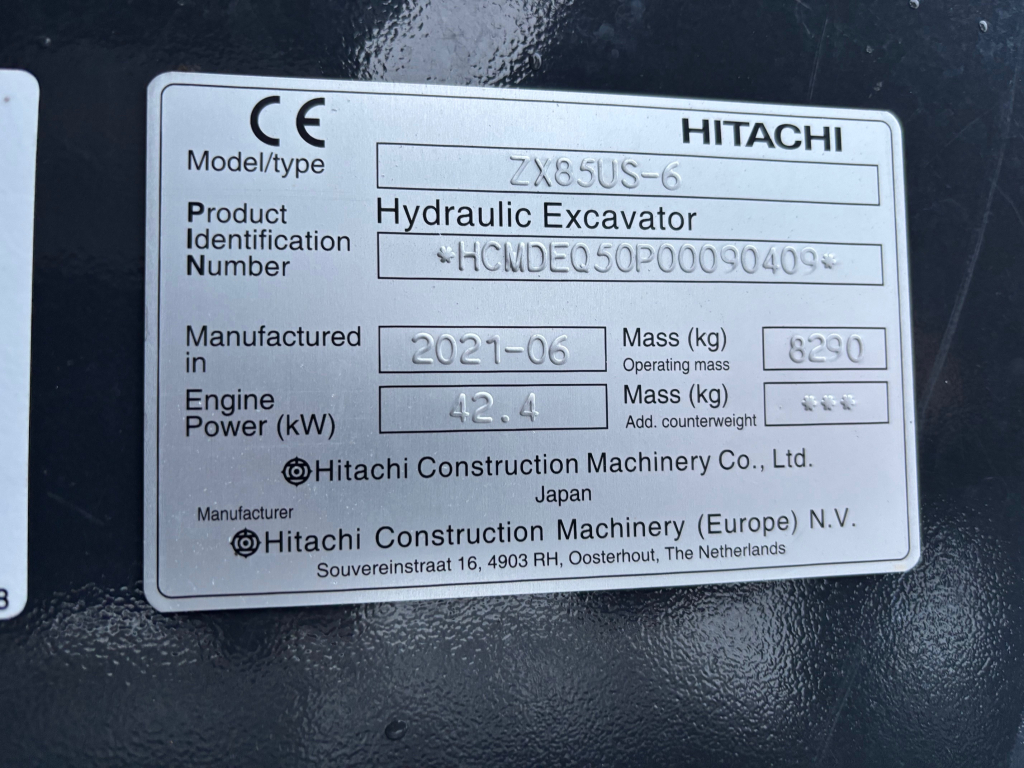 CE HITACHI
Model/type ZX85US-6
Product Hydraulic Excavator
Identification
Number *HCMDEQ50P00090409*
Manufactured in 2021-06 Mass (kg) 8290
Operating mass
Engine Power (kW) 42.4 Mass (kg) ***
Add. counterweight
Hitachi Construction Machinery Co., Ltd.
Japan
Manufacturer
Hitachi Construction Machinery (Europe) N.V.
Souvereinstraat 16, 4903 RH, Oosterhout, The Netherlands